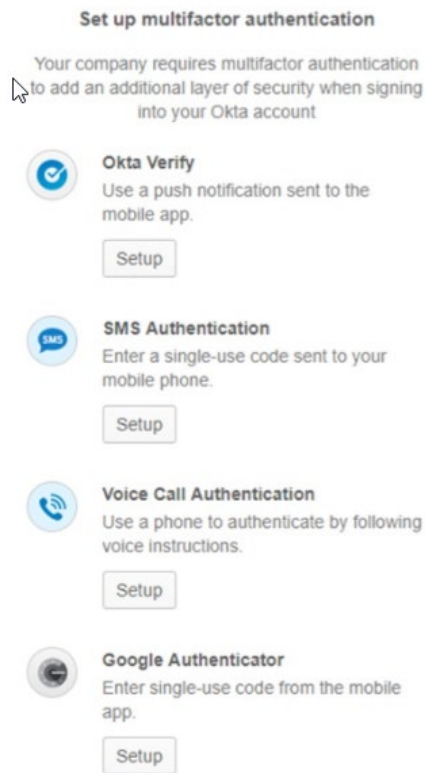 Set up multifactor authentication
Your company requires multifactor authentication
to add an additional layer of security when signing
into your Okta account
Okta Verify
Use a push notification sent to the
mobile app.
Setup
SMS
SMS Authentication
Enter a single-use code sent to your
mobile phone.
Setup
Voice Call Authentication
Use a phone to authenticate by following
voice instructions.
Setup
Google Authenticator
Enter single-use code from the mobile
app.
Setup